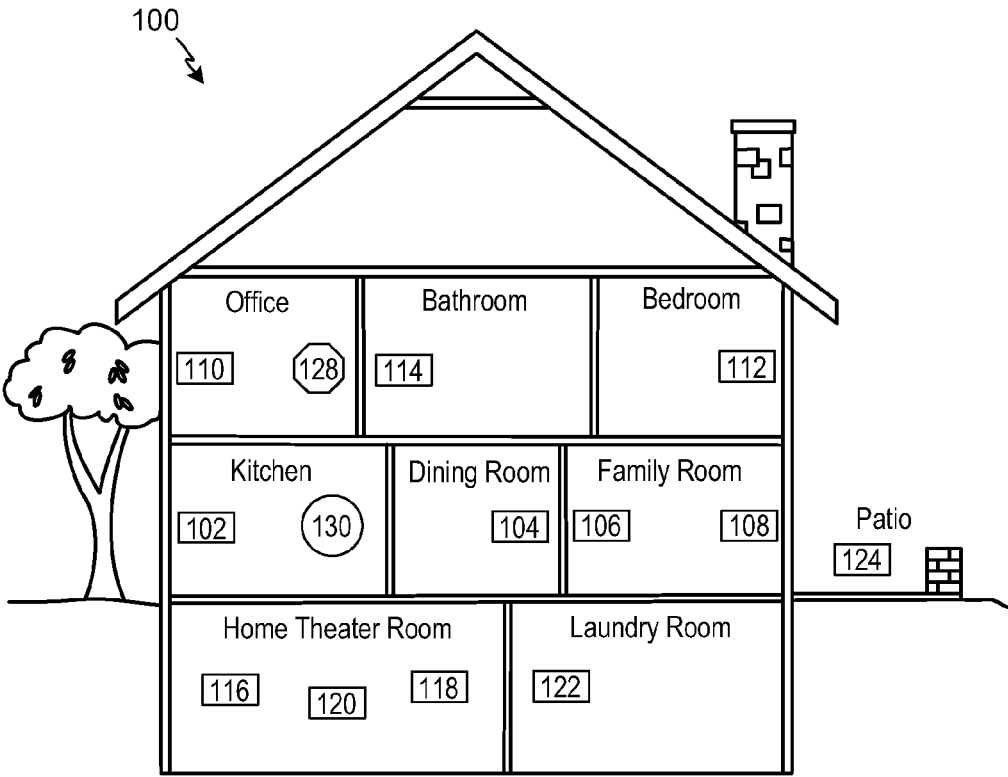 100
Office
Bathroom
Bedroom
110
128
114
112
Kitchen
Dining Room
Family Room
102
130
104
106
108
Patio
124
Home Theater Room
Laundry Room
116
120
118
122